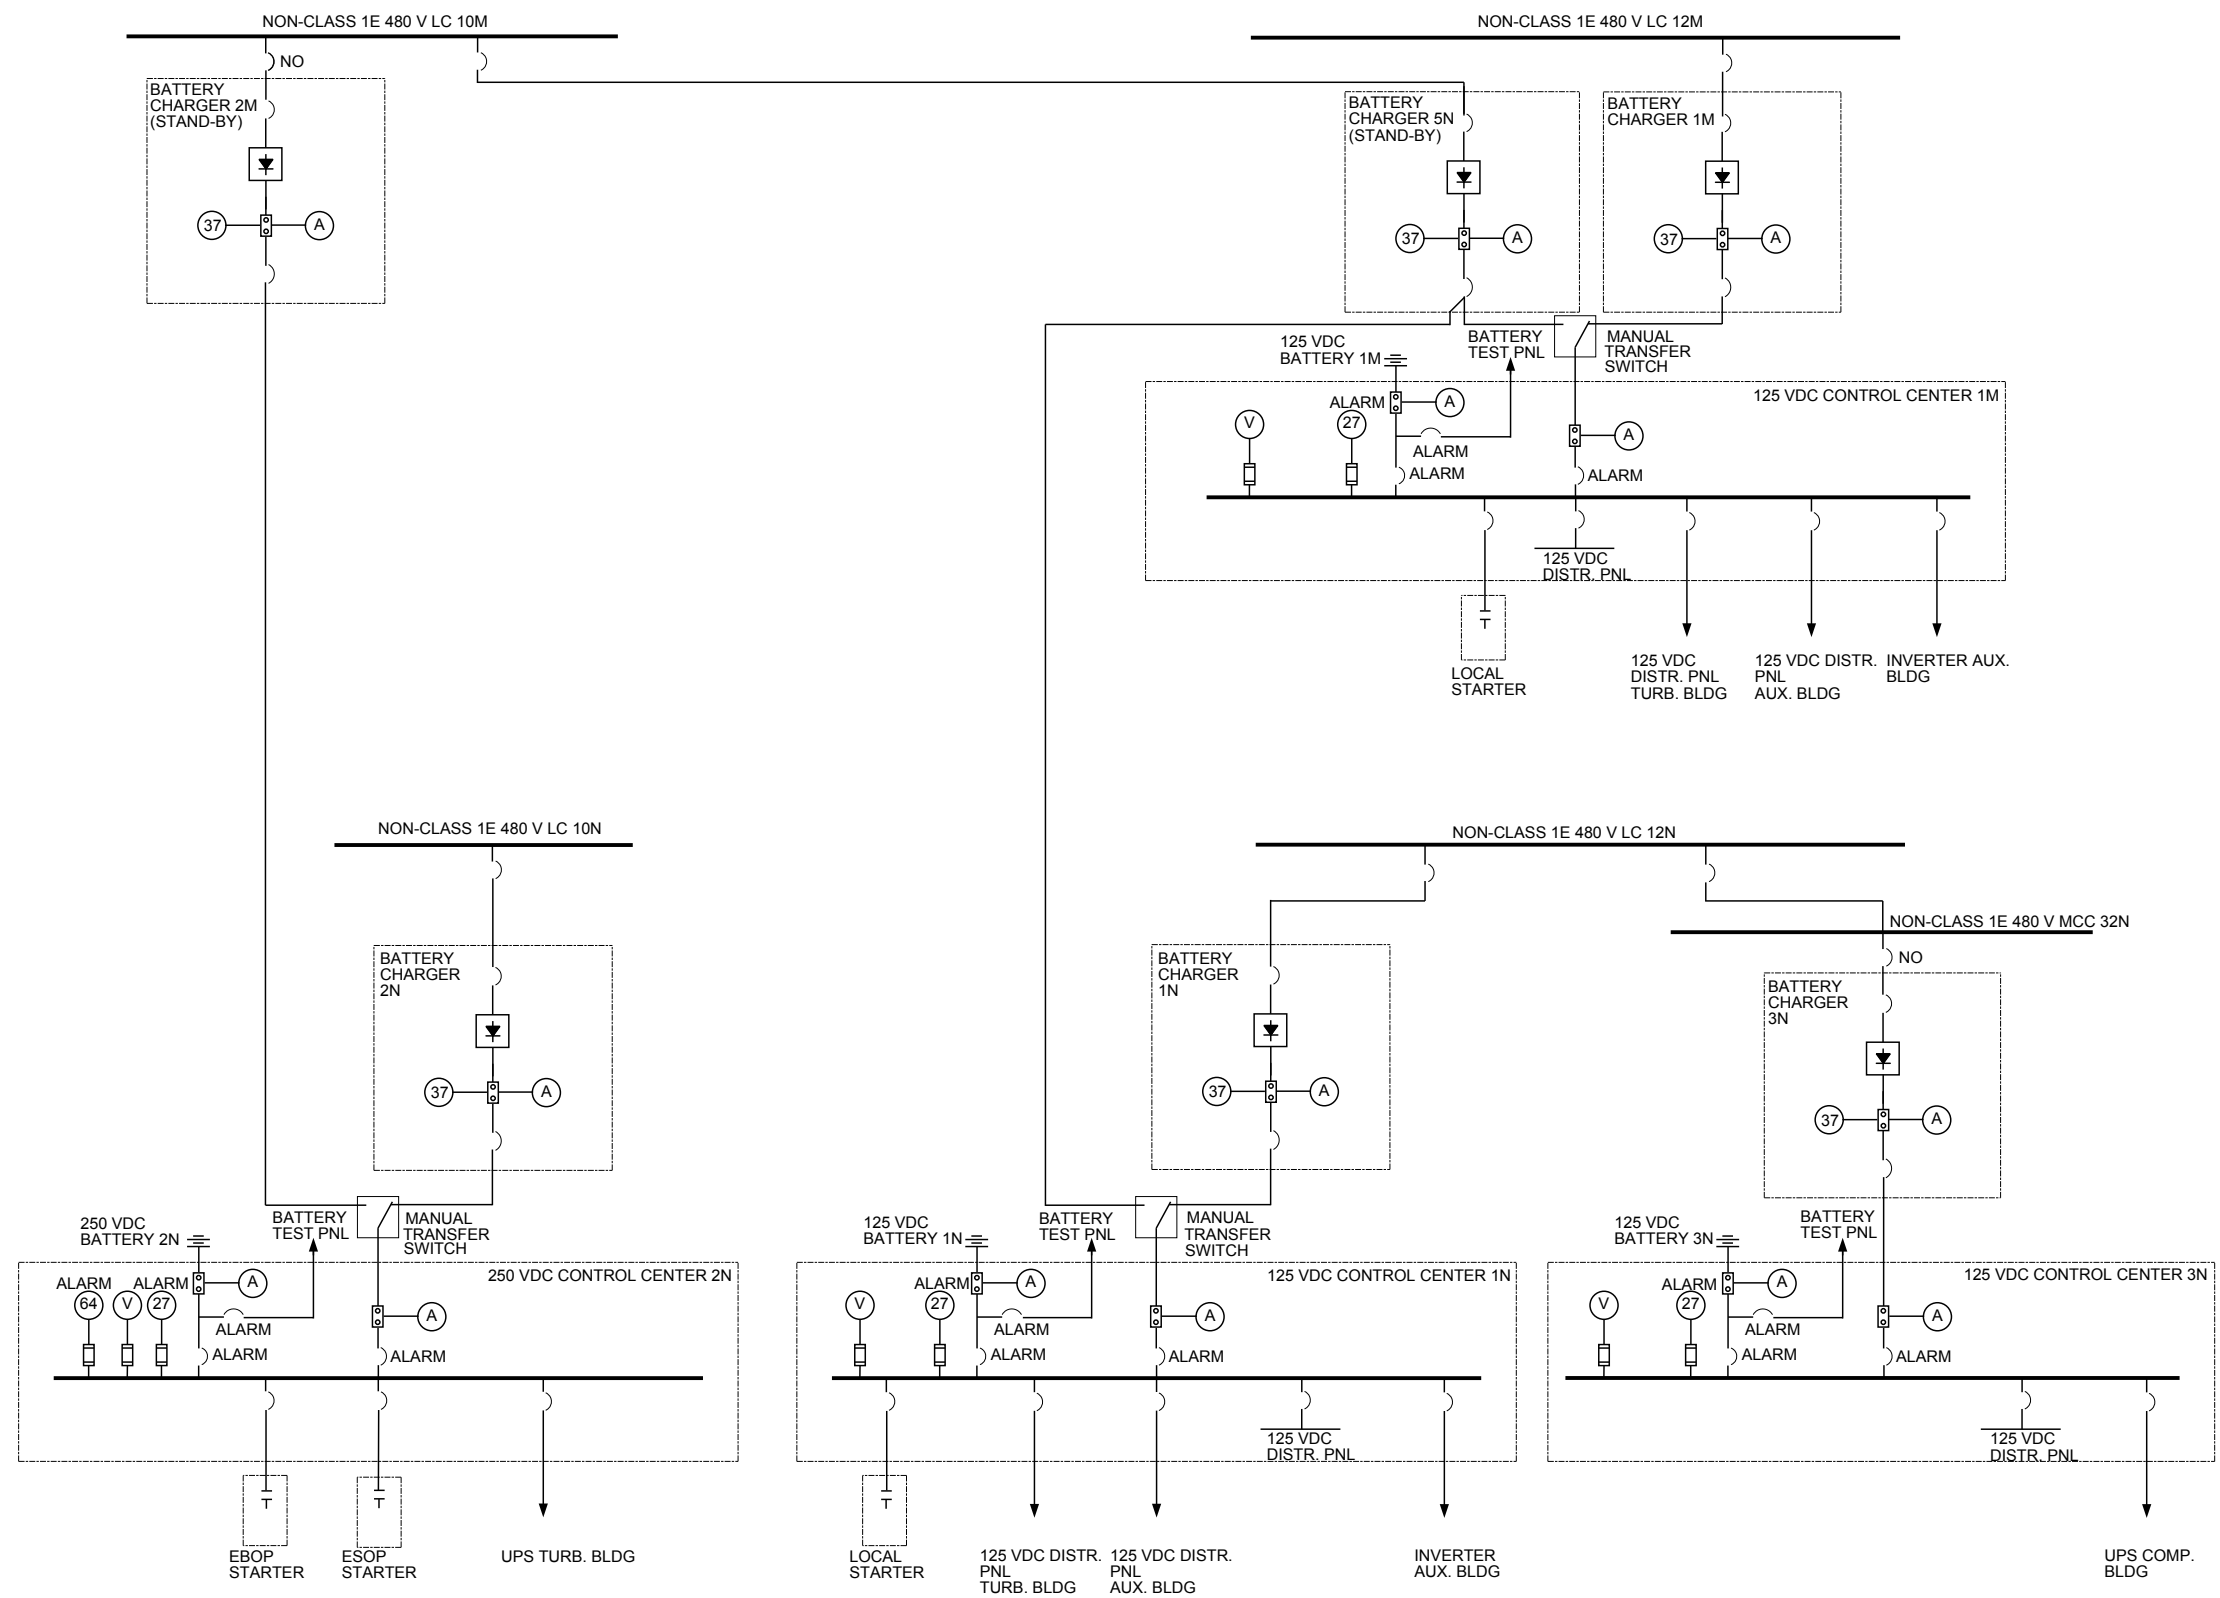 NON-CLASS 1E 480 V LC 10M
NO
BATTERY
CHARGER 2M
(STAND-BY)
37
A
NON-CLASS 1E 480 V LC 12M
BATTERY
CHARGER 5N
(STAND-BY)
37
A
BATTERY
CHARGER 1M
37
A
125 VDC
BATTERY 1M
BATTERY
TEST PNL
MANUAL
TRANSFER
SWITCH
125 VDC CONTROL CENTER 1M
V
ALARM
27
A
ALARM
ALARM
A
ALARM
125 VDC
DISTR. PNL
LOCAL
STARTER
125 VDC
DISTR. PNL
TURB. BLDG
125 VDC DISTR.
PNL
AUX. BLDG
INVERTER AUX.
BLDG
NON-CLASS 1E 480 V LC 10N
BATTERY
CHARGER
2N
37
A
250 VDC
BATTERY 2N
BATTERY
TEST PNL
MANUAL
TRANSFER
SWITCH
250 VDC CONTROL CENTER 2N
ALARM
64
V
ALARM
27
A
ALARM
ALARM
A
ALARM
EBOP
STARTER
ESOP
STARTER
UPS TURB. BLDG
NON-CLASS 1E 480 V LC 12N
BATTERY
CHARGER
1N
37
A
125 VDC
BATTERY 1N
BATTERY
TEST PNL
MANUAL
TRANSFER
SWITCH
125 VDC CONTROL CENTER 1N
V
ALARM
27
A
ALARM
ALARM
A
ALARM
125 VDC
DISTR. PNL
LOCAL
STARTER
125 VDC DISTR.
PNL
TURB. BLDG
125 VDC DISTR.
PNL
AUX. BLDG
INVERTER
AUX. BLDG
NON-CLASS 1E 480 V MCC 32N
NO
BATTERY
CHARGER
3N
37
A
125 VDC
BATTERY 3N
BATTERY
TEST PNL
125 VDC CONTROL CENTER 3N
V
ALARM
27
A
ALARM
ALARM
A
ALARM
125 VDC
DISTR. PNL
UPS COMP.
BLDG